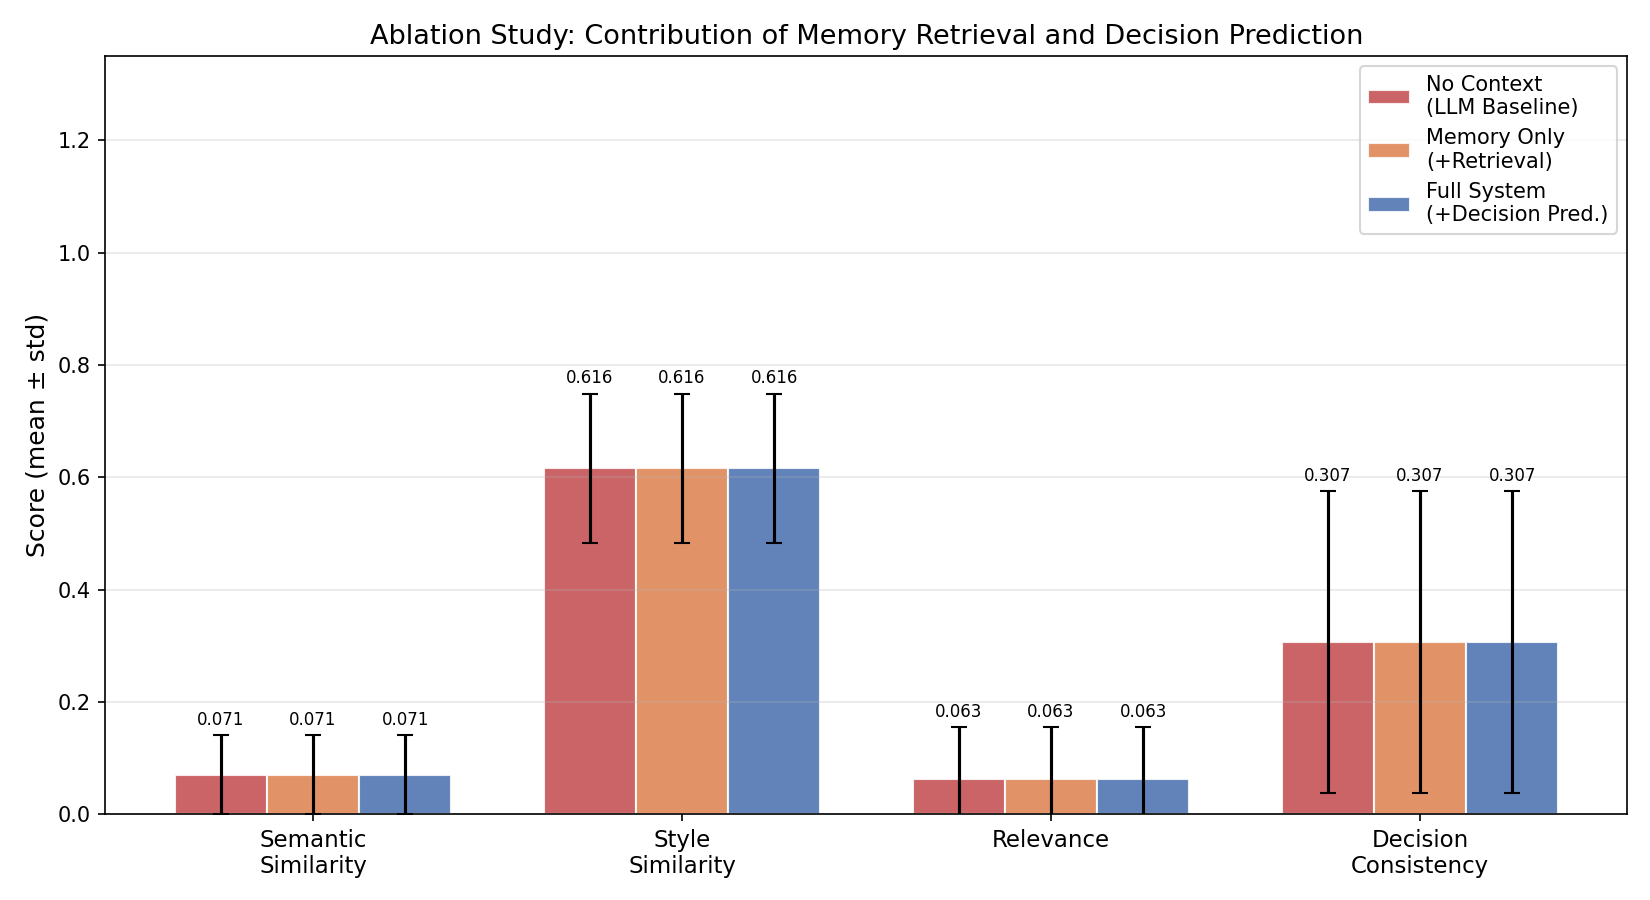 Ablation Study: Contribution of Memory Retrieval and Decision Prediction
No Context
(LLM Baseline)
Memory Only
(+Retrieval)
Full System
(+Decision Pred.)
Score (mean ± std)
1.2
1.0
0.8
0.6
0.4
0.2
0.0
0.071 0.071 0.071
0.616 0.616 0.616
0.063 0.063 0.063
0.307 0.307 0.307
Semantic
Similarity
Style
Similarity
Relevance
Decision
Consistency